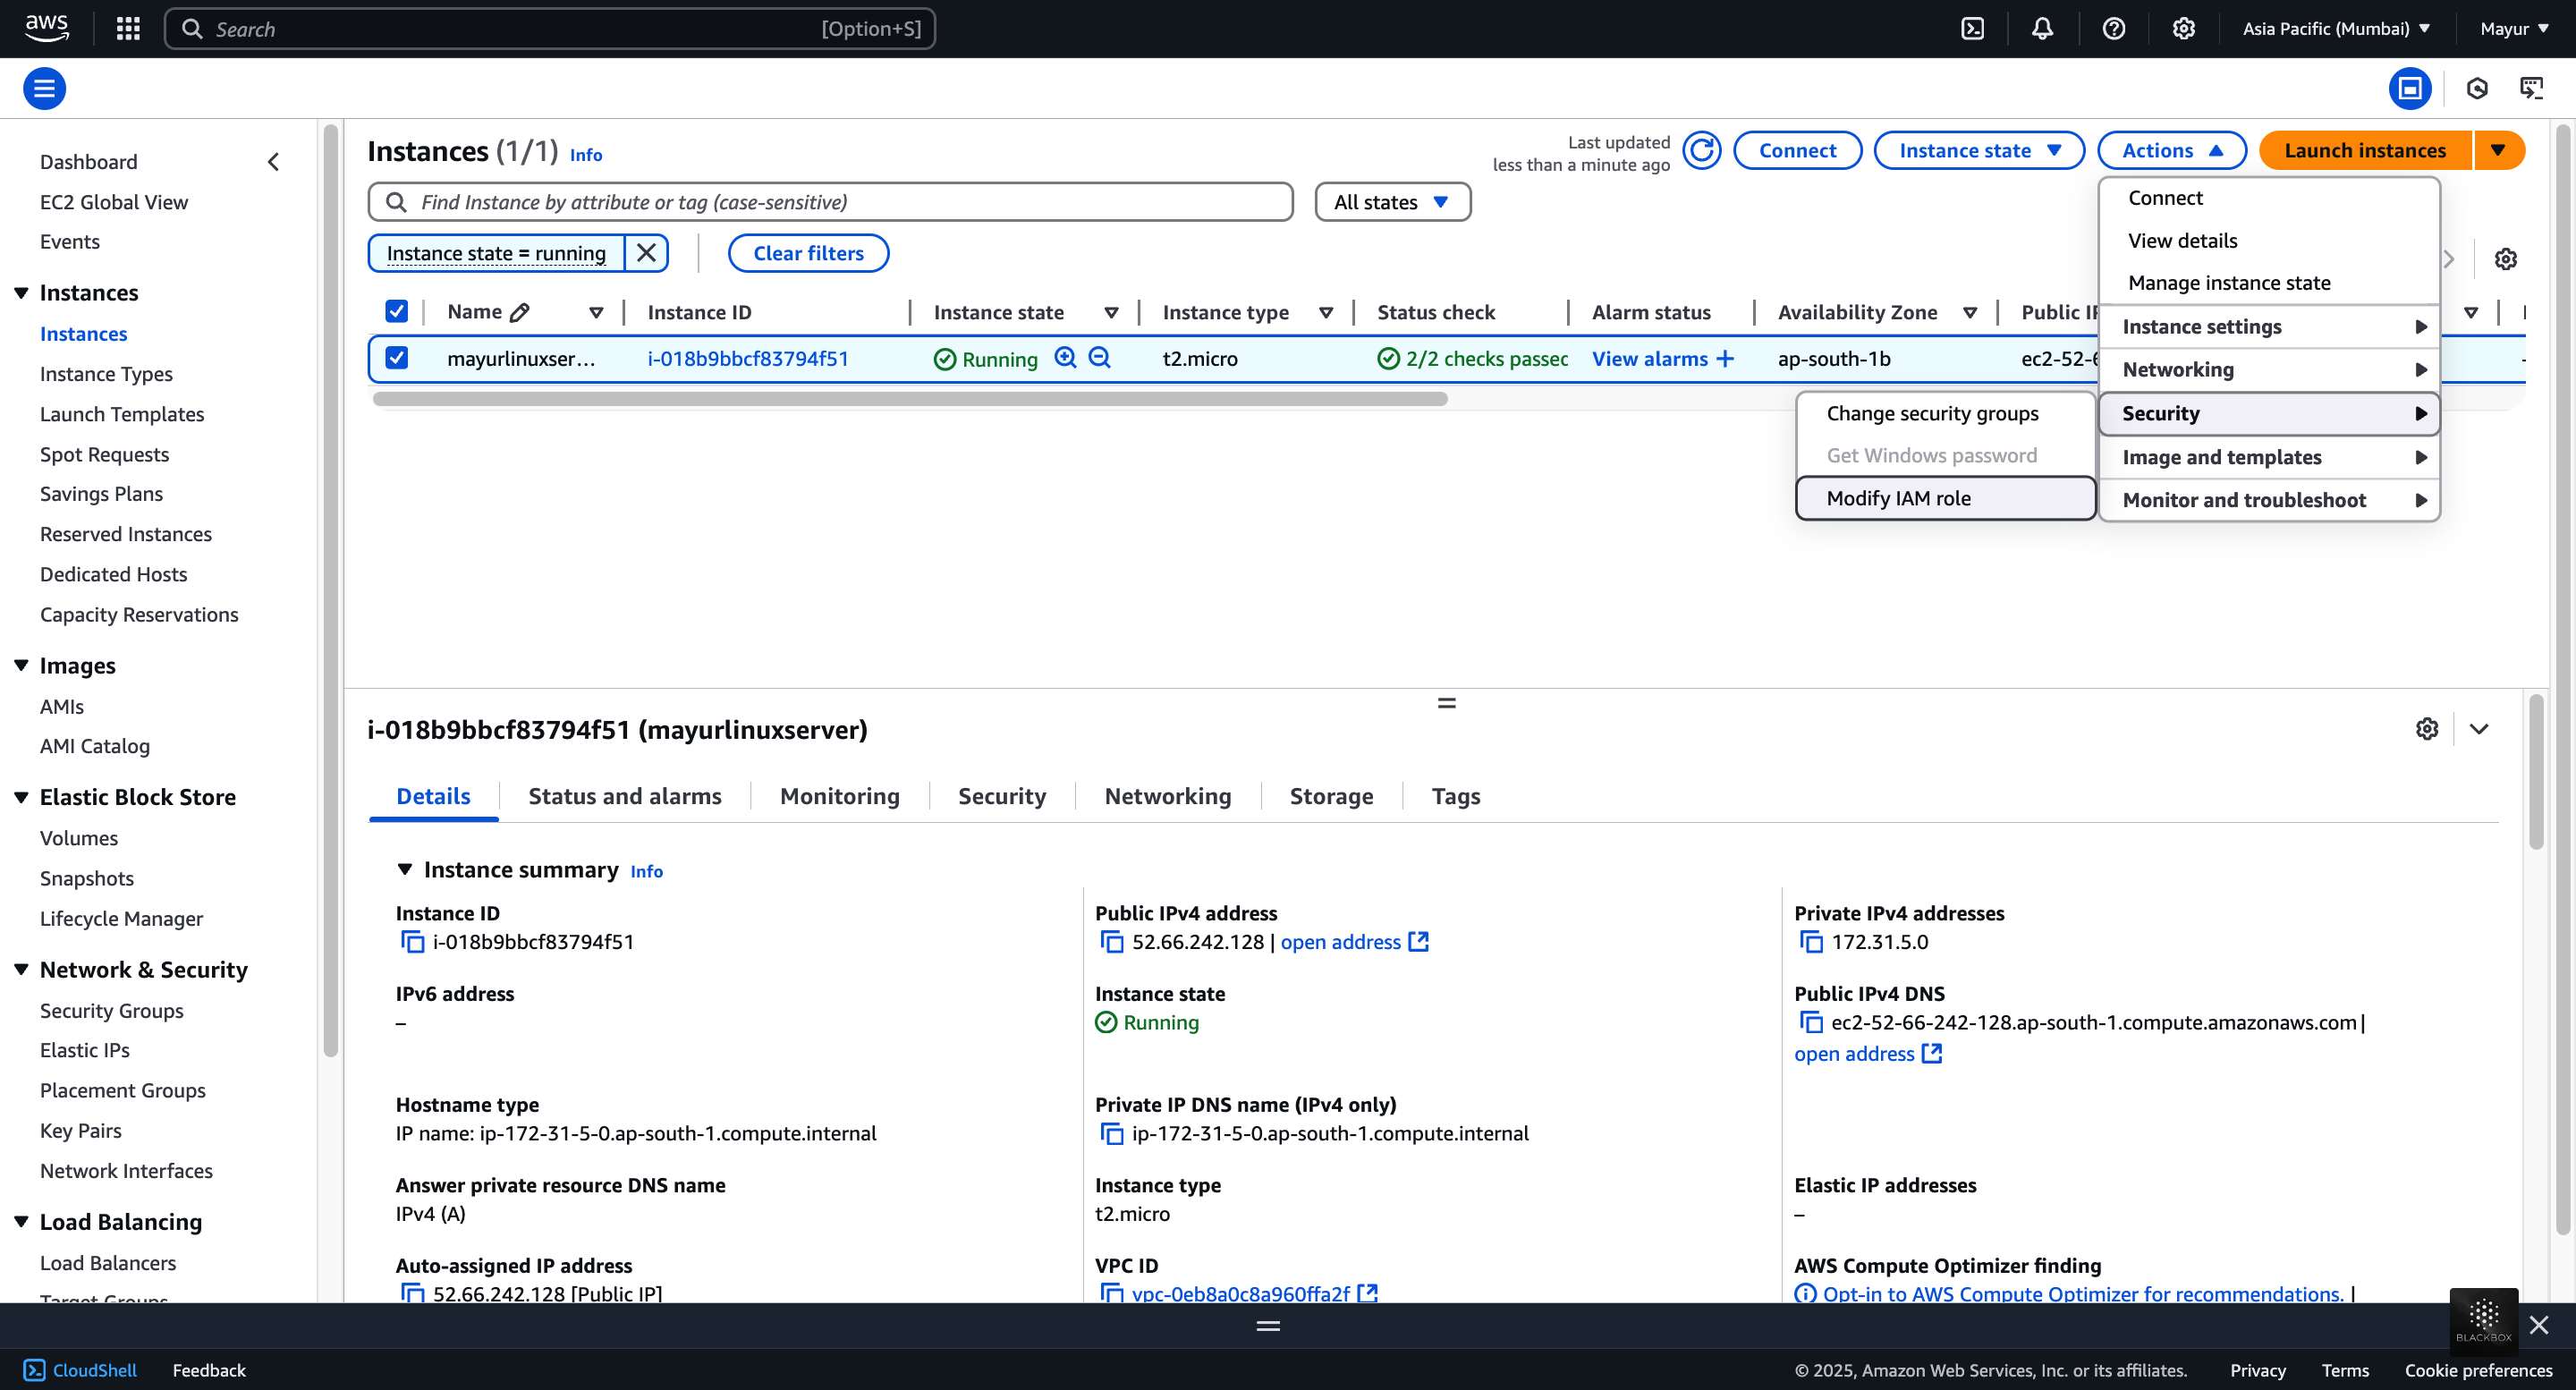 aws
Search
[Option+S]
Asia Pacific (Mumbai)
Mayur
Dashboard
EC2 Global View
Events
Instances
Instances
Instance Types
Launch Templates
Spot Requests
Savings Plans
Reserved Instances
Dedicated Hosts
Capacity Reservations
Images
AMIs
AMI Catalog
Elastic Block Store
Volumes
Snapshots
Lifecycle Manager
Network & Security
Security Groups
Elastic IPs
Placement Groups
Key Pairs
Network Interfaces
Load Balancing
Load Balancers
Target Groups
Instances (1/1) Info
Last updated
less than a minute ago
Connect
Instance state
Actions
Launch instances
Find Instance by attribute or tag (case-sensitive)
All states
Instance state = running
Clear filters
Name
Instance ID
Instance state
Instance type
Status check
Alarm status
Availability Zone
Public IP
mayurlinuxser…
i-018b9bbcf83794f51
Running
t2.micro
2/2 checks passec
View alarms +
ap-south-1b
ec2-52-6
Connect
View details
Manage instance state
Instance settings
Networking
Security
Image and templates
Monitor and troubleshoot
Change security groups
Get Windows password
Modify IAM role
i-018b9bbcf83794f51 (mayurlinuxserver)
Details
Status and alarms
Monitoring
Security
Networking
Storage
Tags
Instance summary Info
Instance ID
i-018b9bbcf83794f51
Public IPv4 address
52.66.242.128 | open address
Private IPv4 addresses
172.31.5.0
IPv6 address
–
Instance state
Running
Public IPv4 DNS
ec2-52-66-242-128.ap-south-1.compute.amazonaws.com |
open address
Hostname type
IP name: ip-172-31-5-0.ap-south-1.compute.internal
Private IP DNS name (IPv4 only)
ip-172-31-5-0.ap-south-1.compute.internal
Answer private resource DNS name
IPv4 (A)
Instance type
t2.micro
Elastic IP addresses
–
Auto-assigned IP address
52.66.242.128 [Public IP]
VPC ID
vpc-0eb8a0c8a960ffa2f
AWS Compute Optimizer finding
Opt-in to AWS Compute Optimizer for recommendations. |
BLACKBOX
CloudShell
Feedback
© 2025, Amazon Web Services, Inc. or its affiliates.
Privacy
Terms
Cookie preferences